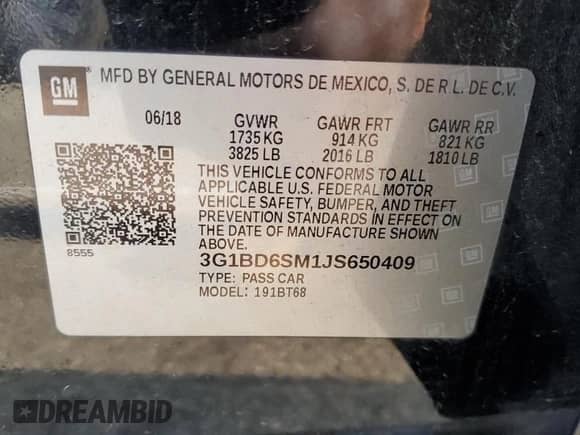 GM ® MFD BY GENERAL MOTORS DE MEXICO, S. DE R L. DE C.V.
06/18 GVWR GAWR FRT GAWR RR
1735 KG 914 KG 821 KG
3825 LB 2016 LB 1810 LB
THIS VEHICLE CONFORMS TO ALL
APPLICABLE U.S. FEDERAL MOTOR
VEHICLE SAFETY, BUMPER, AND THEFT
PREVENTION STANDARDS IN EFFECT ON
THE DATE OF MANUFACTURE SHOWN
ABOVE.
8555
3G1BD6SM1JS650409
TYPE: PASS CAR
MODEL: 191BT68
DREAMBID